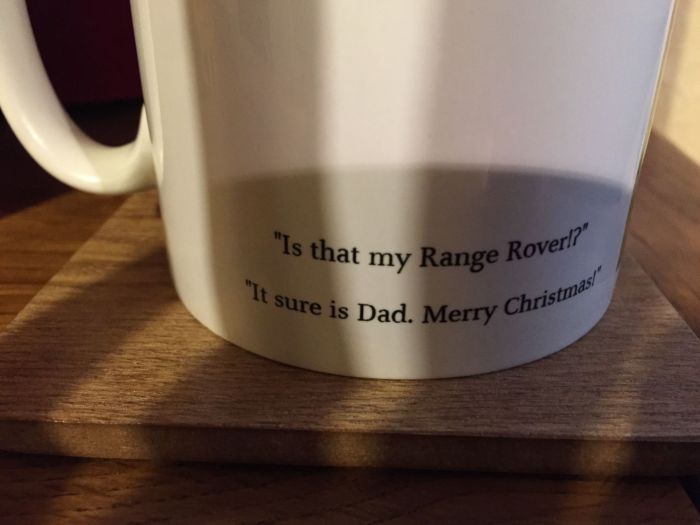 "Is that my Range Rover!?"
"It sure is Dad. Merry Christmas!"